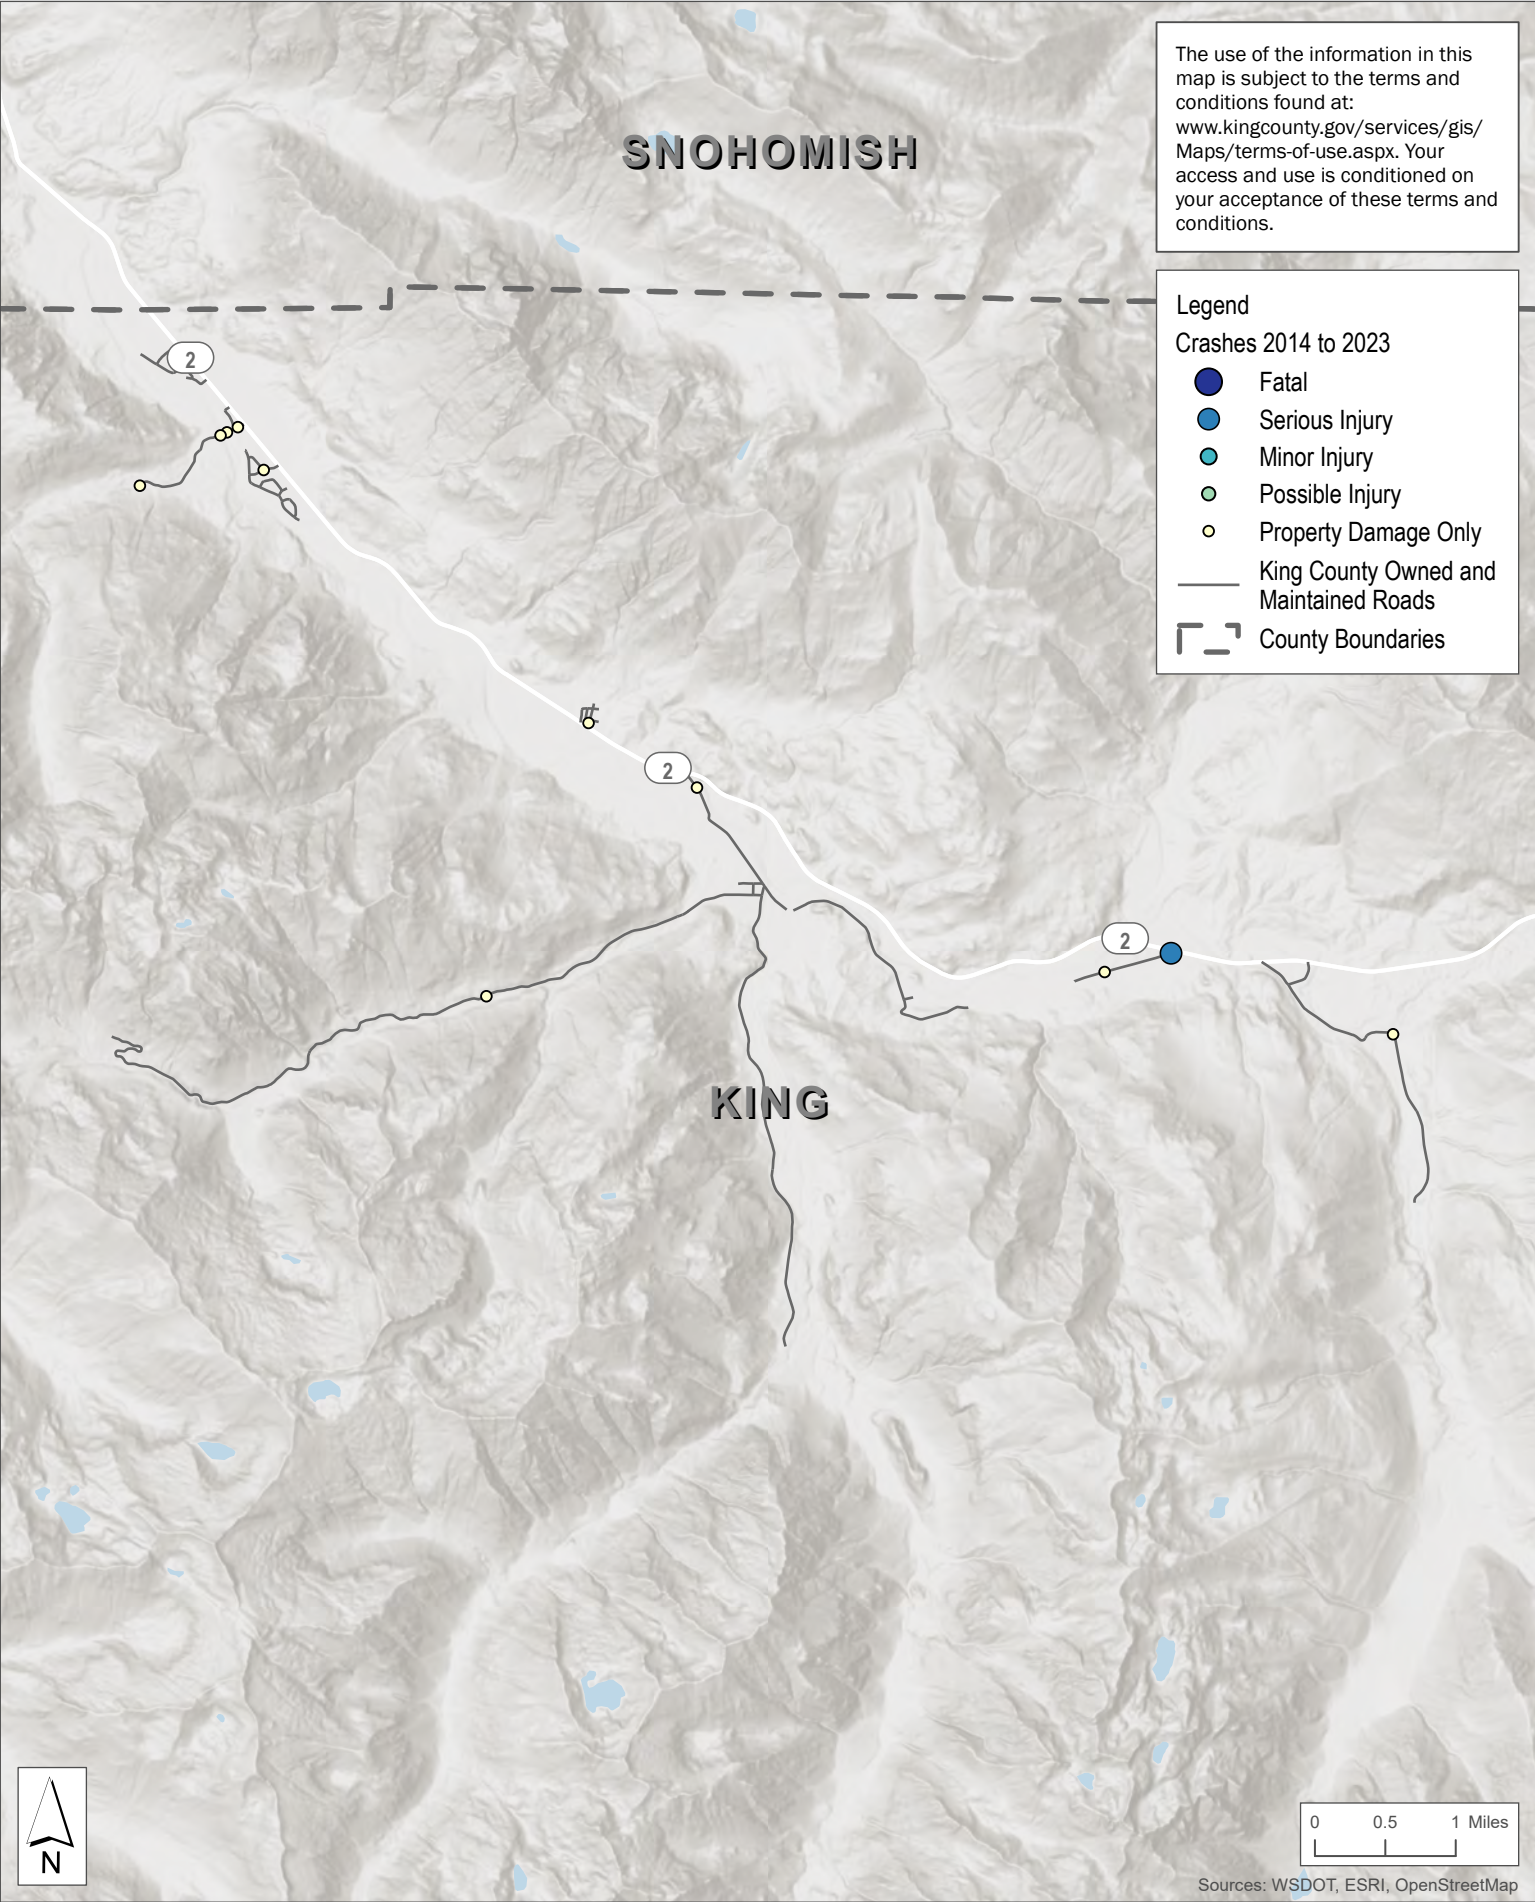 The use of the information in this
map is subject to the terms and
conditions found at:
www.kingcounty.gov/services/gis/
Maps/terms-of-use.aspx. Your
access and use is conditioned on
your acceptance of these terms and
conditions.
SNOHOMISH
Legend
Crashes 2014 to 2023
Fatal
Serious Injury
Minor Injury
Possible Injury
Property Damage Only
King County Owned and
Maintained Roads
County Boundaries
2
2
2
KING
N
0 0.5 1 Miles
Sources: WSDOT, ESRI, OpenStreetMap